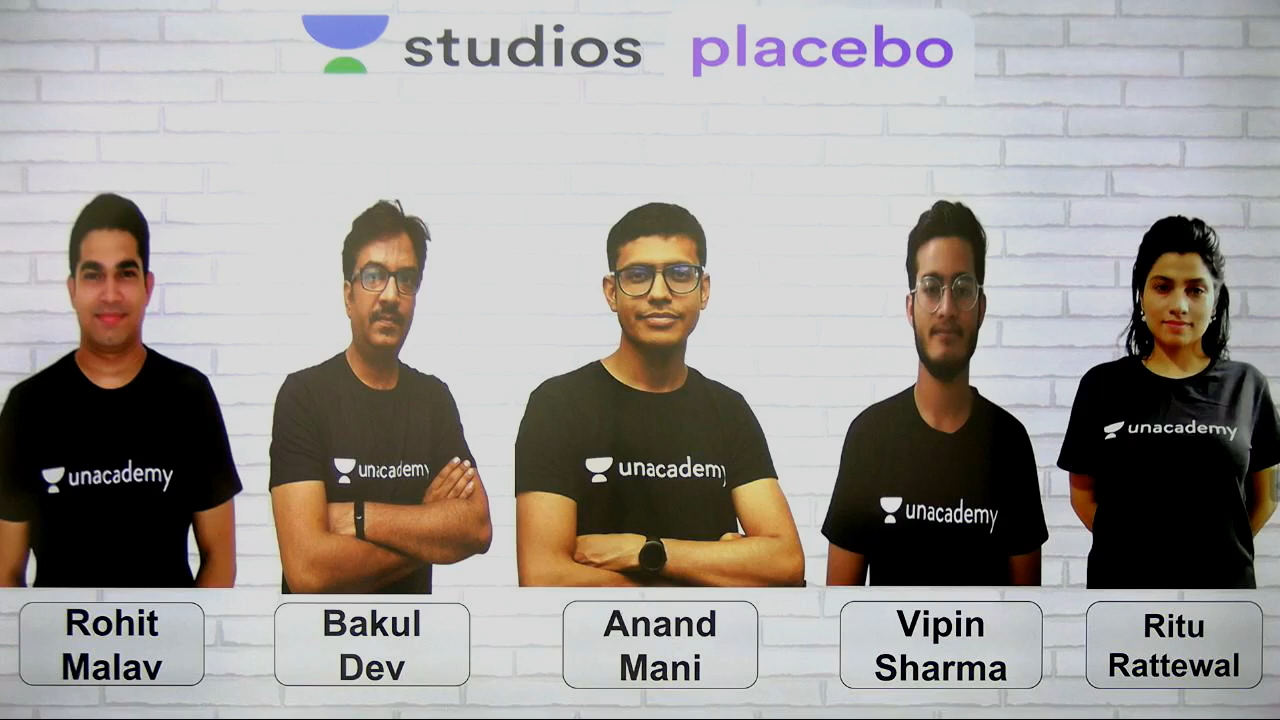 studios placebo
unacademy
unacademy
unacademy
unacademy
unacademy
Rohit
Malav
Bakul
Dev
Anand
Mani
Vipin
Sharma
Ritu
Rattewal